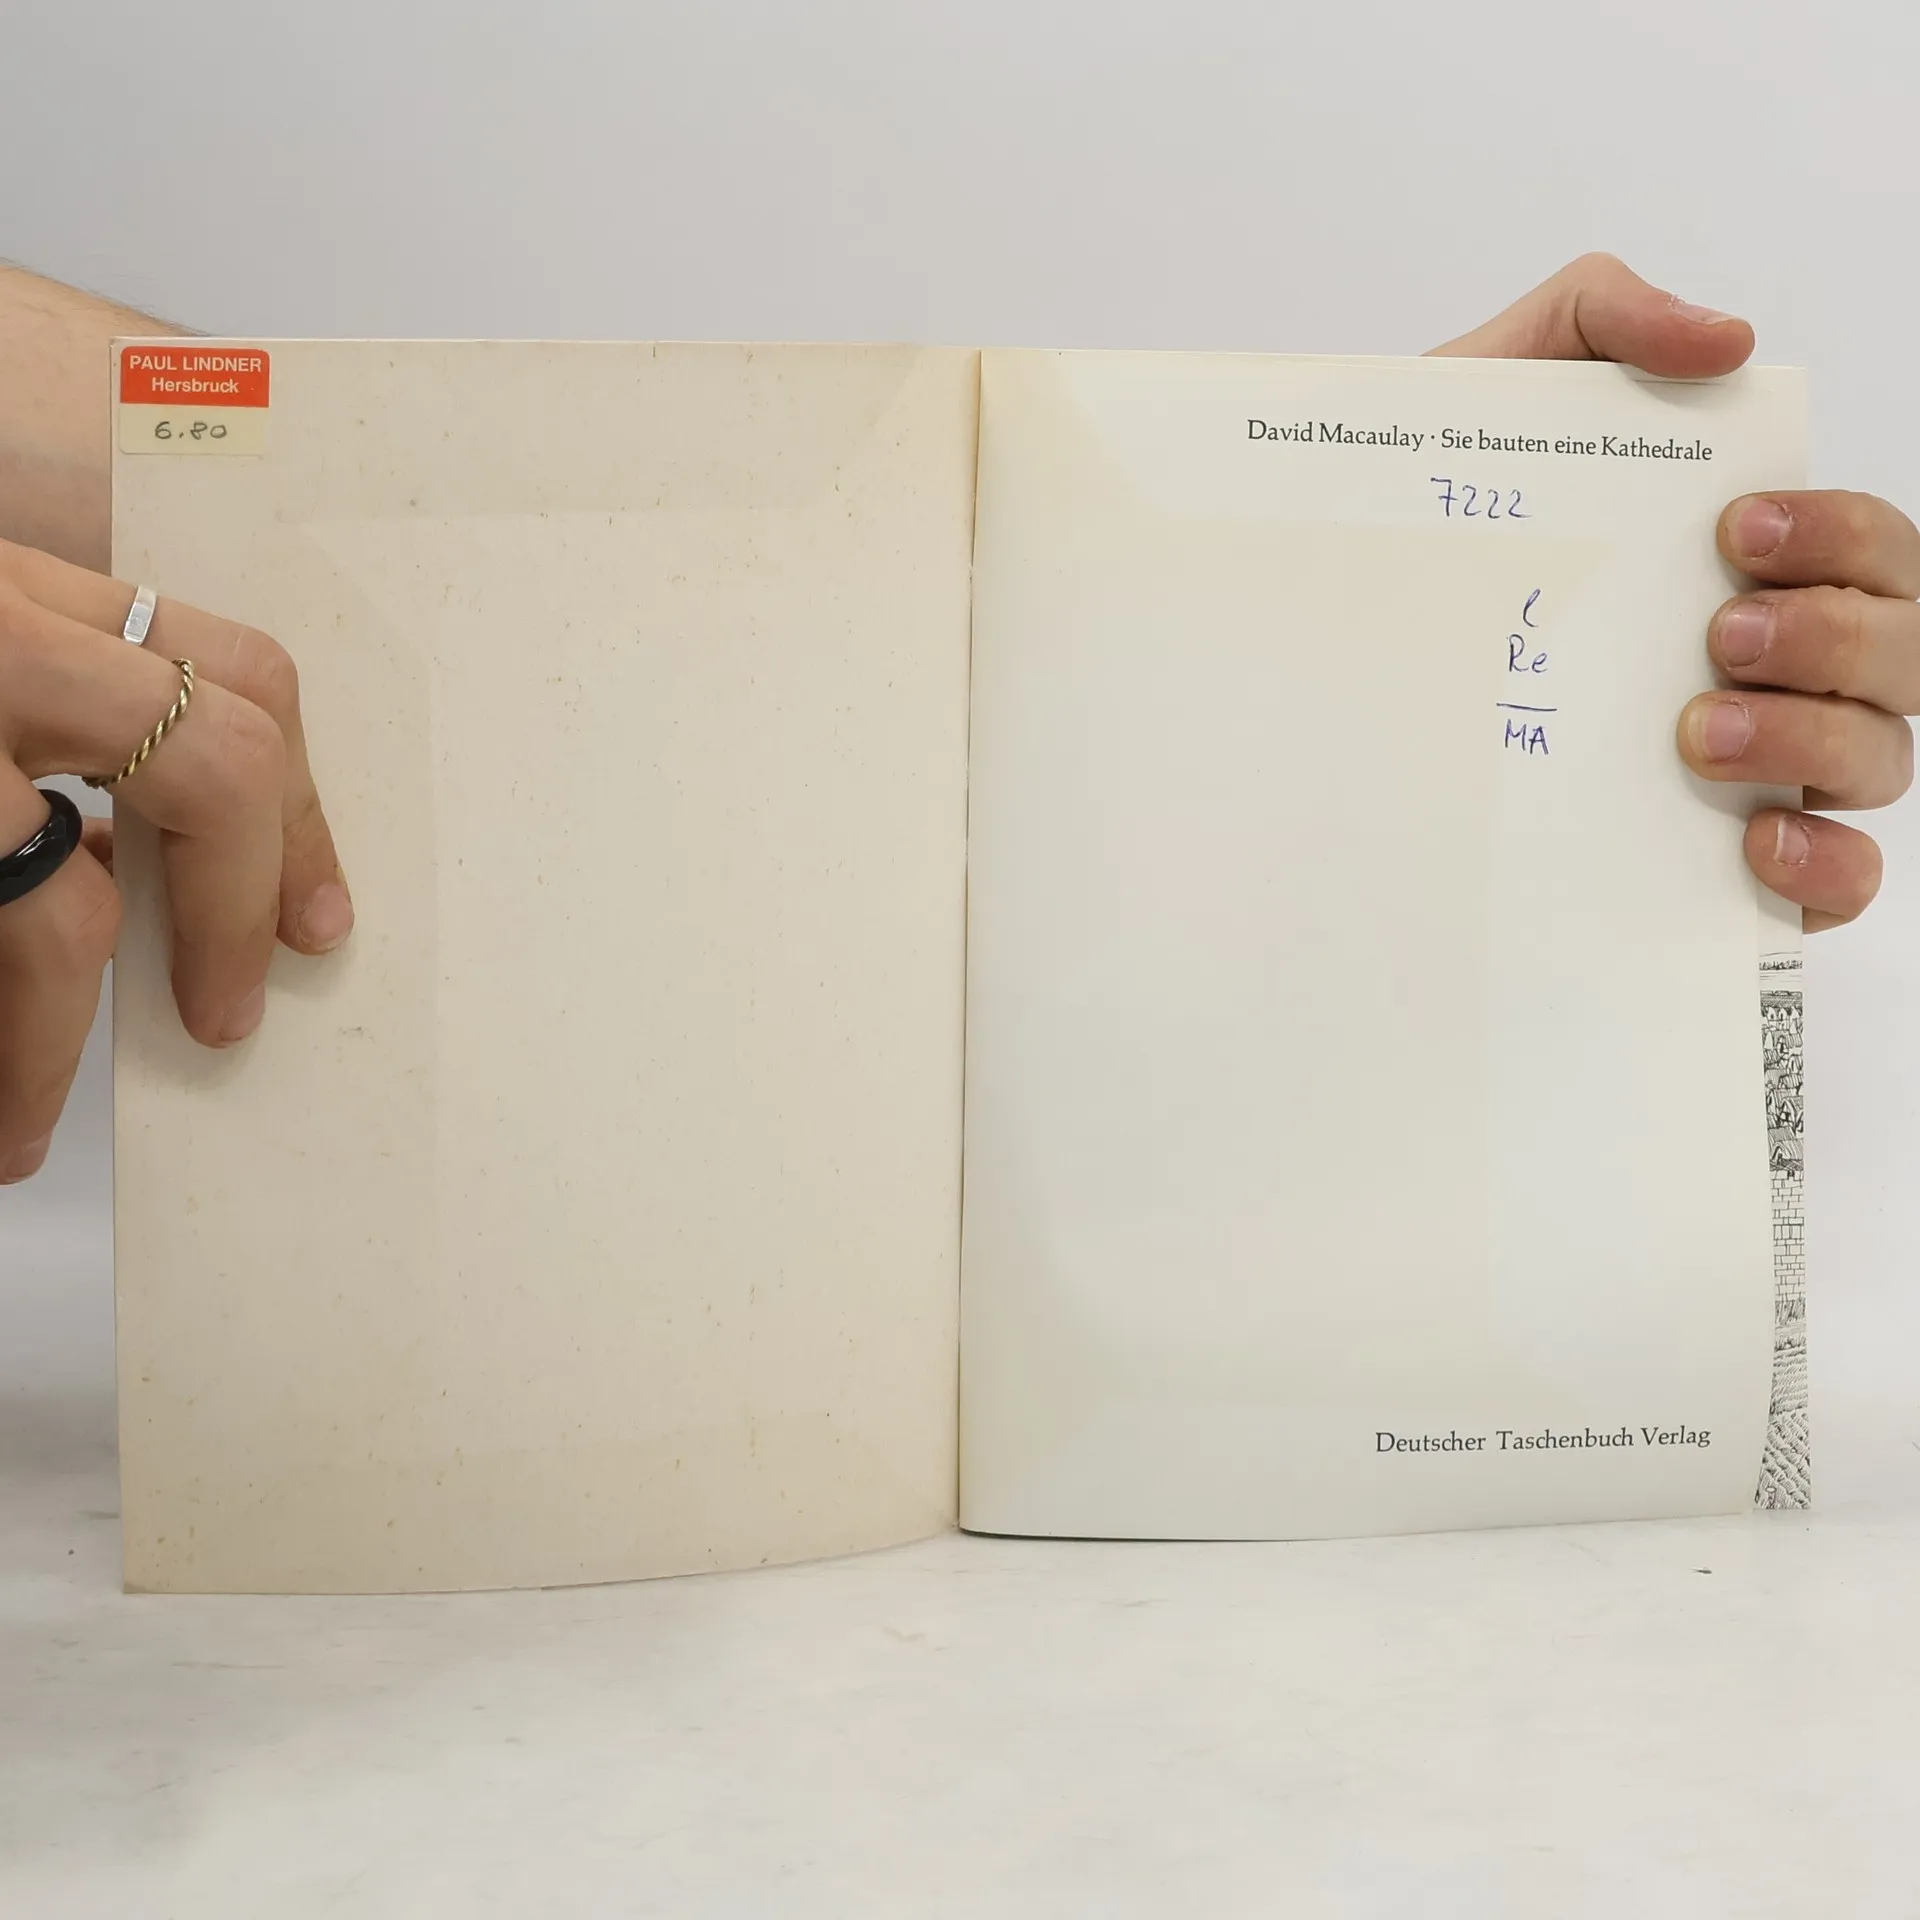 PAUL LINDNER
Hersbruck
6.80
David Macaulay · Sie bauten eine Kathedrale
7222
l
Re
MA
Deutscher Taschenbuch Verlag